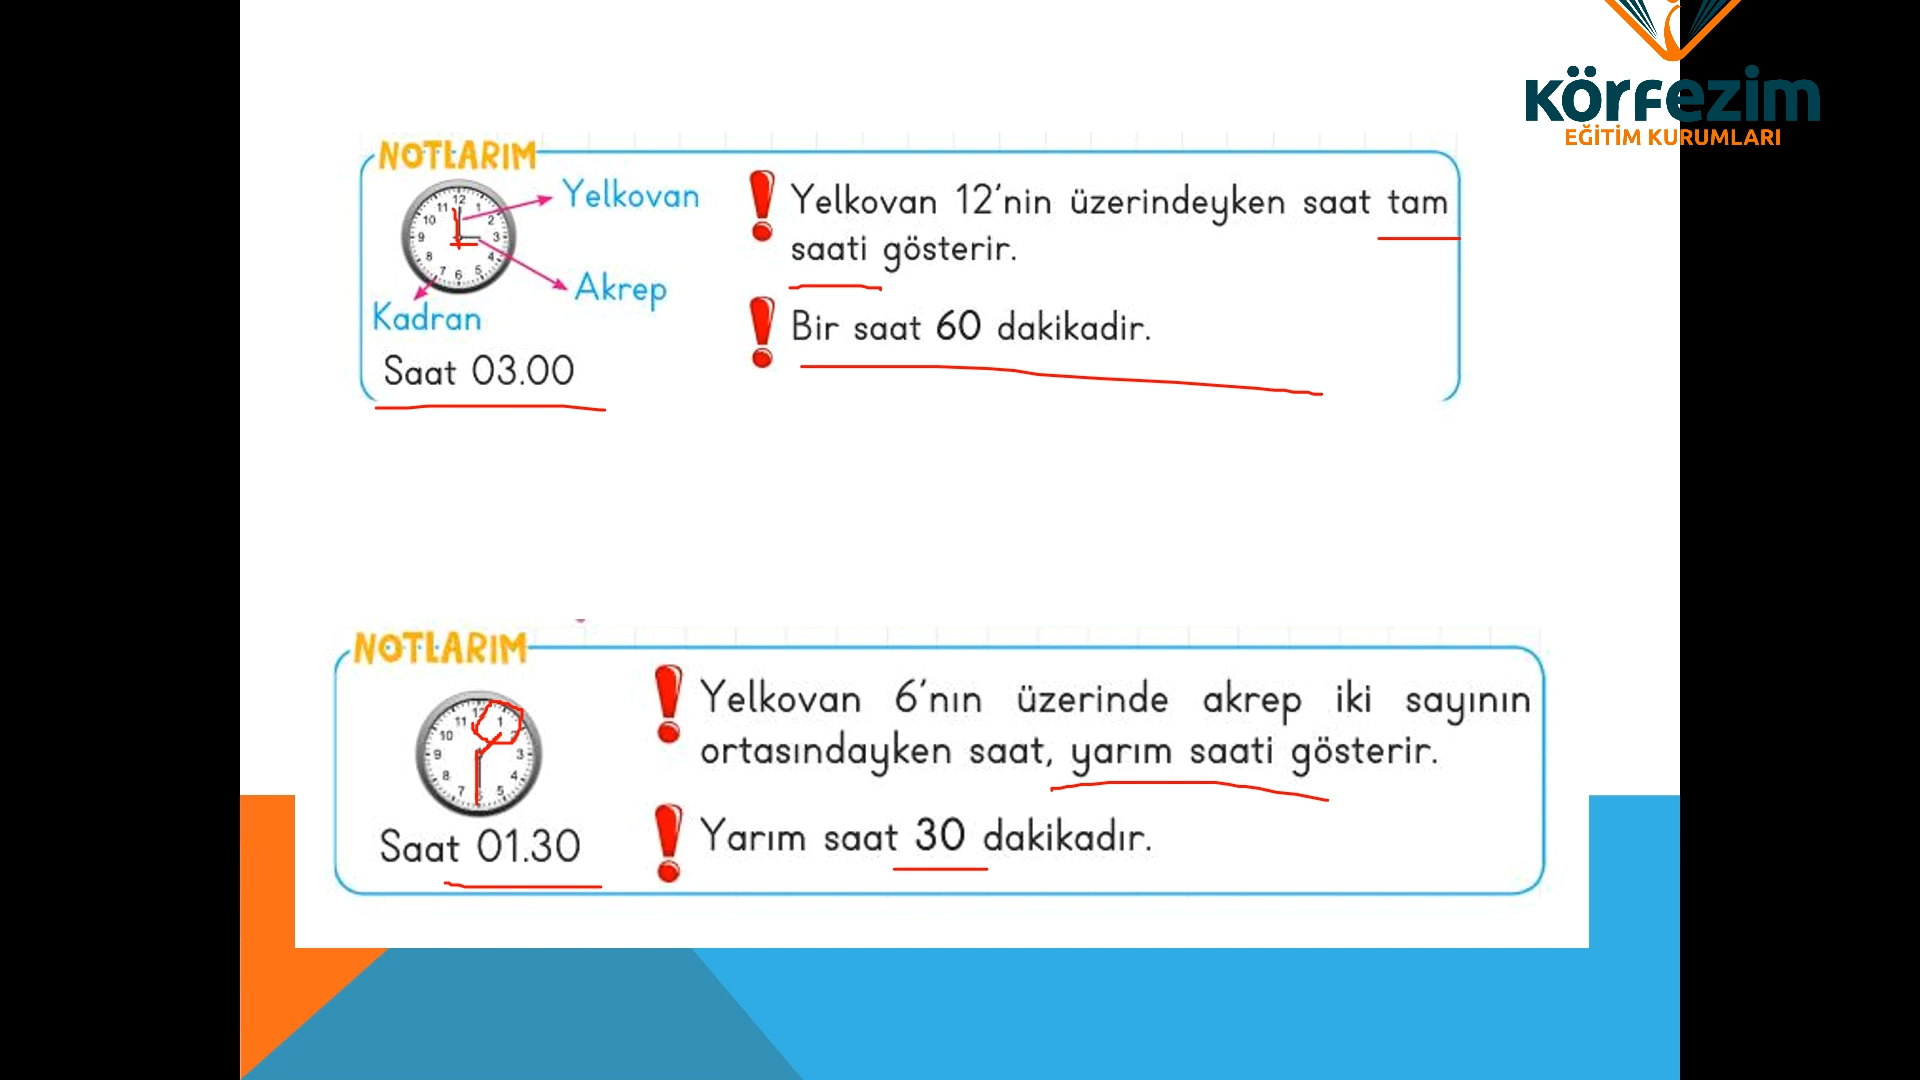 körfezim
EĞİTİM KURUMLARI
NOTLARIM
Yelkovan
Akrep
Kadran
Saat 03.00
Yelkovan 12'nin üzerindeyken saat tam
saati gösterir.
Bir saat 60 dakikadir.
NOTLARIM
Saat 01.30
Yelkovan 6'nın üzerinde akrep iki sayının
ortasındayken saat, yarım saati gösterir.
Yarım saat 30 dakikadır.